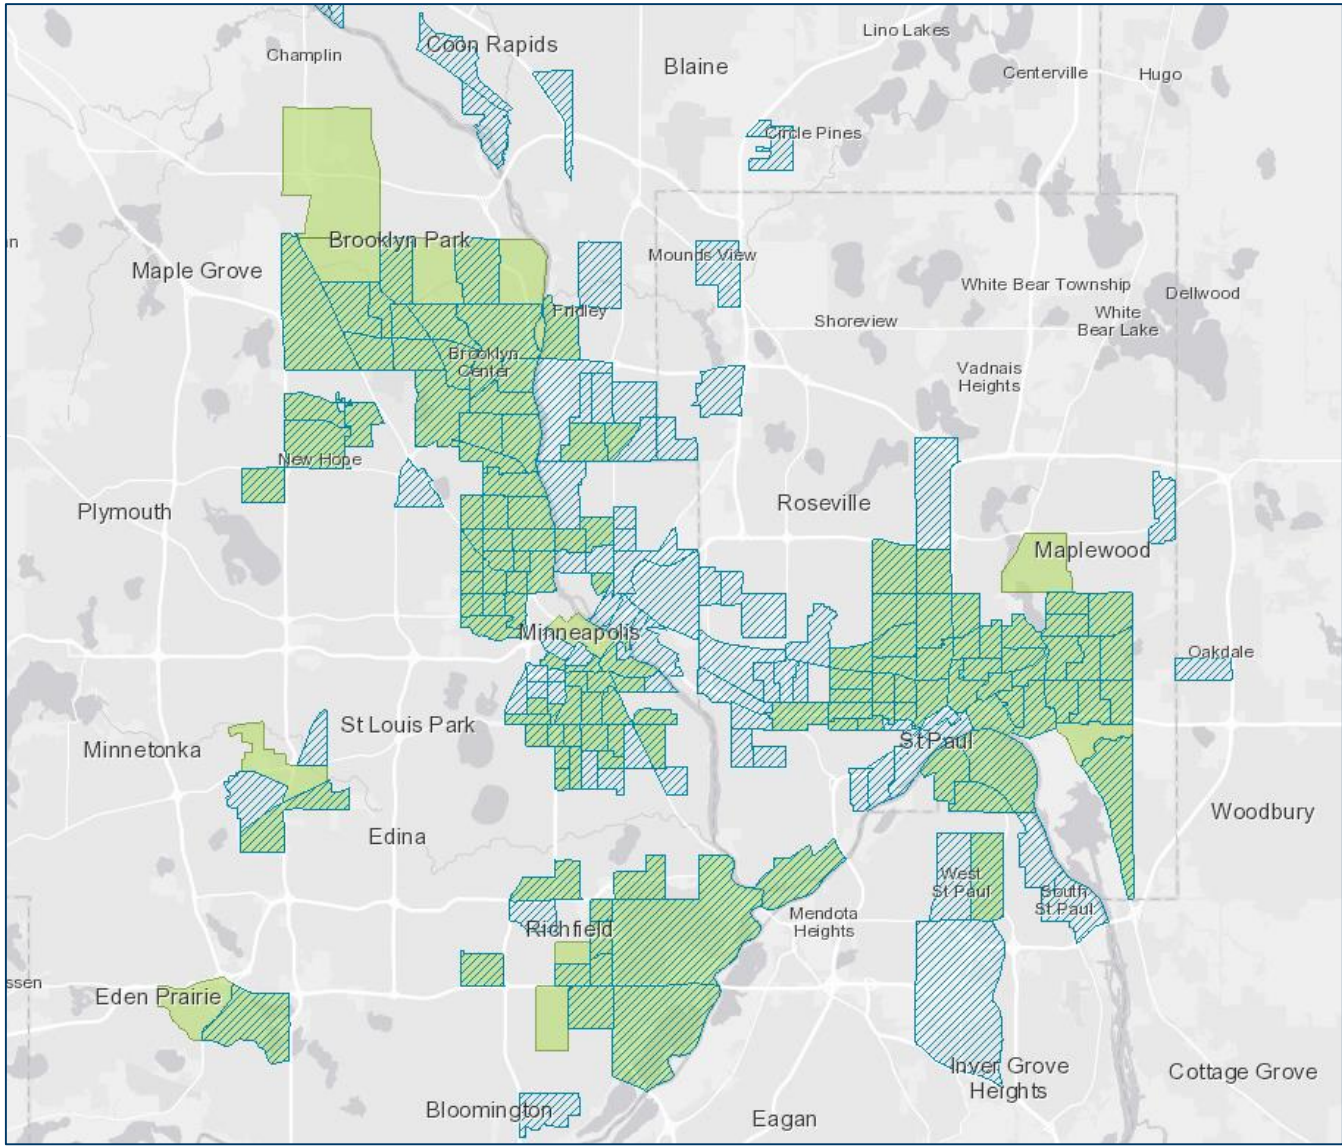 Lino Lakes
Coon Rapids
Champlin
Blaine
Centerville
Hugo
Circle Pines
Brooklyn Park
n
Mounds View
Maple Grove
White Bear Township
Dellwood
Fridley
Shoreview
White
Bear Lake
Brooklyn
Center
Vadnais
Heights
New Hope
Roseville
Plymouth
Maplewood
Minneapolis
Oakdale
St Louis Park
St Paul
Minnetonka
Woodbury
Edina
West
St Paul
South
St Paul
Mendota
Heights
Richfield
ssen
Eden Prairie
Inver Grove
Heights
Cottage Grove
Bloomington
Eagan